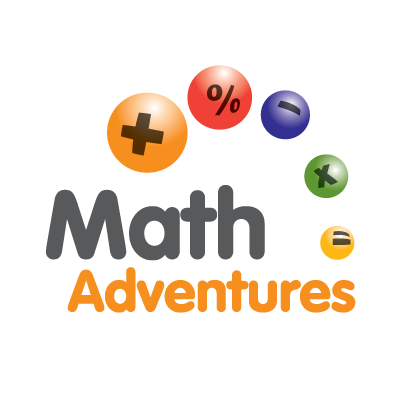 + % - x =
Math
Adventures